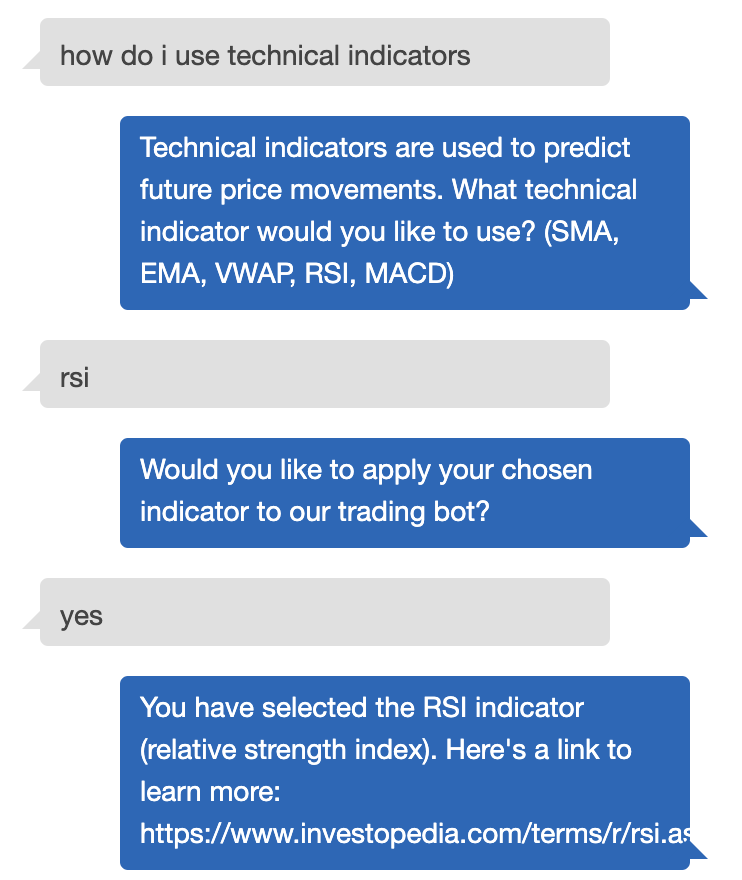 how do i use technical indicators
Technical indicators are used to predict
future price movements. What technical
indicator would you like to use? (SMA,
EMA, VWAP, RSI, MACD)
rsi
Would you like to apply your chosen
indicator to our trading bot?
yes
You have selected the RSI indicator
(relative strength index). Here's a link to
learn more:
https://www.investopedia.com/terms/r/rsi.as